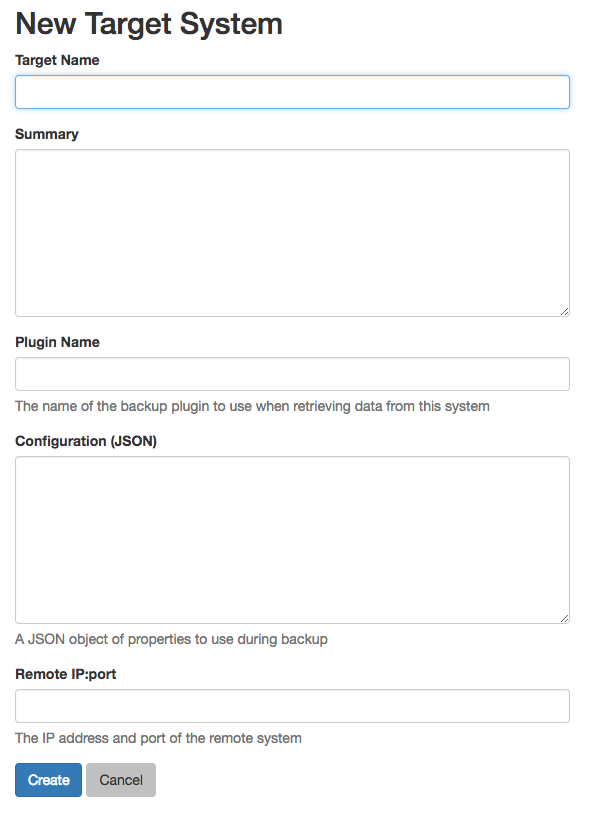 New Target System
Target Name
Summary
Plugin Name
The name of the backup plugin to use when retrieving data from this system
Configuration (JSON)
A JSON object of properties to use during backup
Remote IP:port
The IP address and port of the remote system
Create Cancel